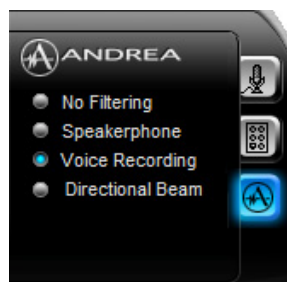 ANDREA
No Filtering
Speakerphone
Voice Recording
Directional Beam